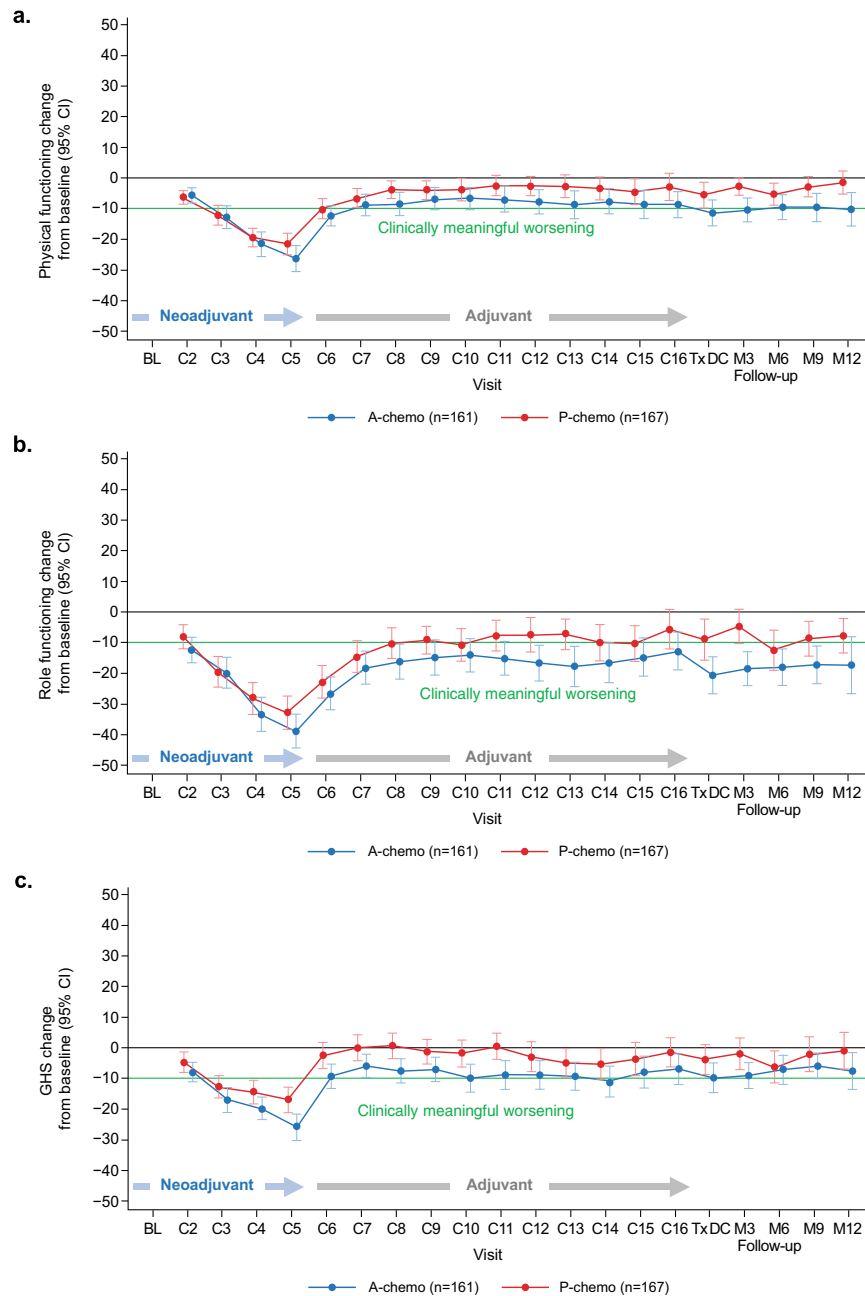 a.
Physical functioning change
from baseline (95% CI)
50
40
30
20
10
0
−10
−20
−30
−40
−50
Clinically meaningful worsening
Neoadjuvant
Adjuvant
BL C2 C3 C4 C5 C6 C7 C8 C9 C10 C11 C12 C13 C14 C15 C16 Tx DC M3 M6 M9 M12
Follow-up
Visit
A-chemo (n=161) P-chemo (n=167)
b.
Role functioning change
from baseline (95% CI)
50
40
30
20
10
0
−10
−20
−30
−40
−50
Clinically meaningful worsening
Neoadjuvant
Adjuvant
BL C2 C3 C4 C5 C6 C7 C8 C9 C10 C11 C12 C13 C14 C15 C16 Tx DC M3 M6 M9 M12
Follow-up
Visit
A-chemo (n=161) P-chemo (n=167)
c.
GHS change
from baseline (95% CI)
50
40
30
20
10
0
−10
−20
−30
−40
−50
Clinically meaningful worsening
Neoadjuvant
Adjuvant
BL C2 C3 C4 C5 C6 C7 C8 C9 C10 C11 C12 C13 C14 C15 C16 Tx DC M3 M6 M9 M12
Follow-up
Visit
A-chemo (n=161) P-chemo (n=167)